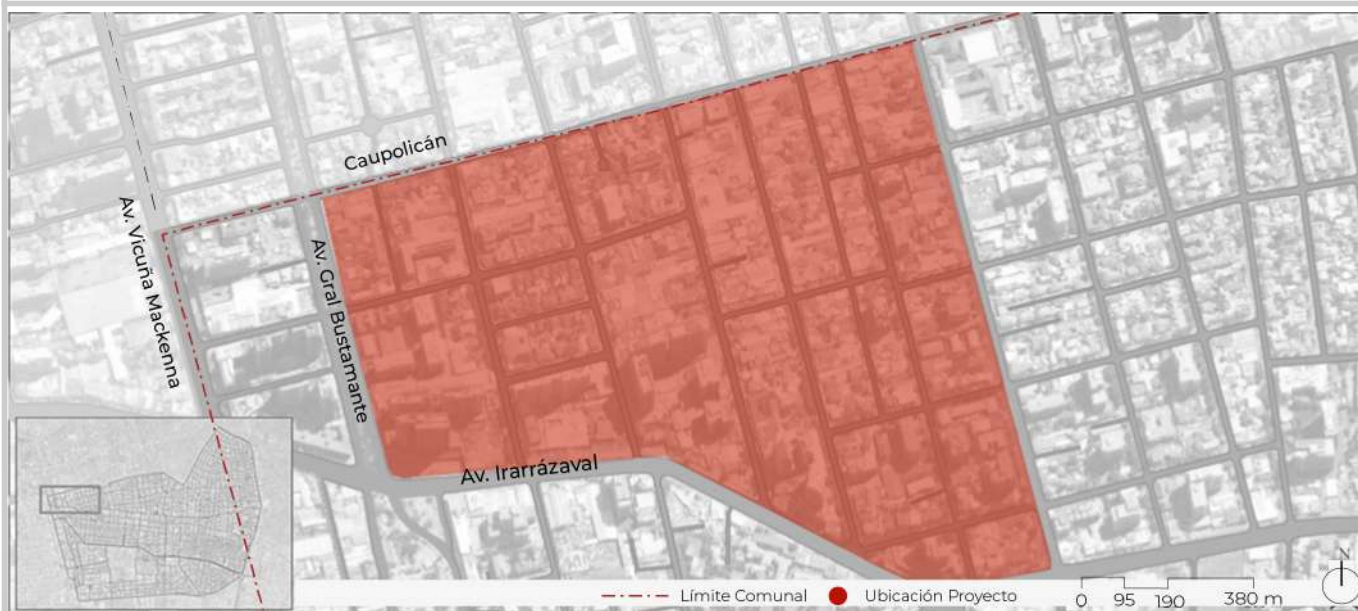 Caupolicán
Av. Vicuña Mackenna
Av. Gral Bustamante
Av. Irarrázaval
Límite Comunal
Ubicación Proyecto
0 95 190 380 m
N